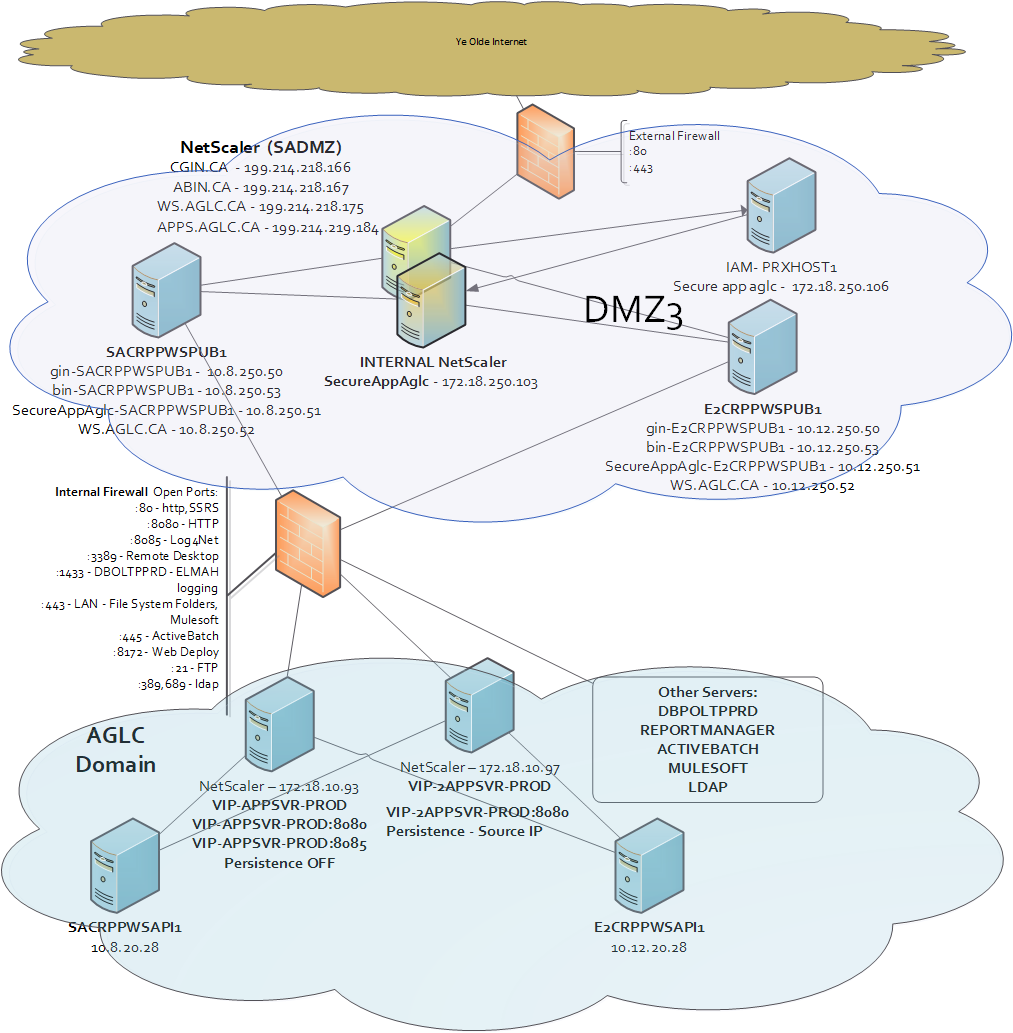 Ye Olde Internet
External Firewall
:80
:443
NetScaler (SADMZ)
CGIN.CA - 199.214.218.166
ABIN.CA - 199.214.218.167
WS.AGLC.CA - 199.214.218.175
APPS.AGLC.CA - 199.214.219.184
IAM- PRXHOST1
Secure app aglc - 172.18.250.106
DMZ3
SACRPPWSPUB1
gin-SACRPPWSPUB1 - 10.8.250.50
bin-SACRPPWSPUB1 - 10.8.250.53
SecureAppAglc-SACRPPWSPUB1 - 10.8.250.51
WS.AGLC.CA - 10.8.250.52
INTERNAL NetScaler
SecureAppAglc - 172.18.250.103
E2CRPPWSPUB1
gin-E2CRPPWSPUB1 - 10.12.250.50
bin-E2CRPPWSPUB1 - 10.12.250.53
SecureAppAglc-E2CRPPWSPUB1 - 10.12.250.51
WS.AGLC.CA - 10.12.250.52
Internal Firewall Open Ports:
:80 - http,SSRS
:8080 - HTTP
:8085 - Log4Net
:3389 - Remote Desktop
:1433 - DBOLTPPRD - ELMAH
logging
:443 - LAN - File System Folders,
Mulesoft
:445 - ActiveBatch
:8172 - Web Deploy
:21 - FTP
:389,689 - ldap
Other Servers:
DBPOLTPPRD
REPORTMANAGER
ACTIVEBATCH
MULESOFT
LDAP
AGLC
Domain
NetScaler – 172.18.10.93
VIP-APPSVR-PROD
VIP-APPSVR-PROD:8080
VIP-APPSVR-PROD:8085
Persistence OFF
NetScaler – 172.18.10.97
VIP-2APPSVR-PROD
VIP-2APPSVR-PROD:8080
Persistence - Source IP
SACRPPWSAPI1
10.8.20.28
E2CRPPWSAPI1
10.12.20.28